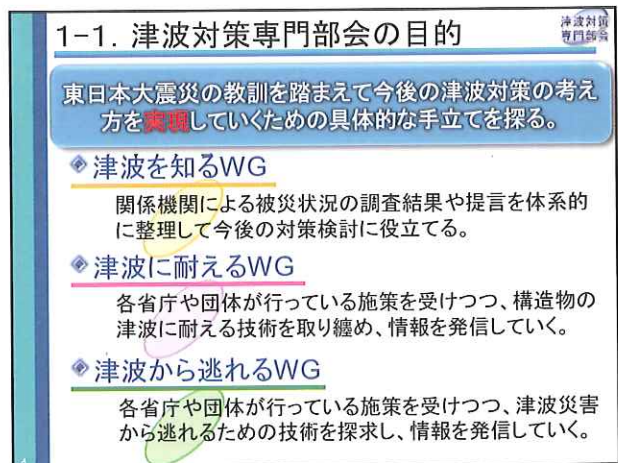 1-1. 津波対策専門部会の目的
津波対策
専門部会
東日本大震災の教訓を踏まえて今後の津波対策の考え
方を実現していくための具体的な手立てを探る。
津波を知るWG
関係機関による被災状況の調査結果や提言を体系的
に整理して今後の対策検討に役立てる。
津波に耐えるWG
各省庁や団体が行っている施策を受けつつ、構造物の
津波に耐える技術を取り纏め、情報を発信していく。
津波から逃れるWG
各省庁や団体が行っている施策を受けつつ、津波災害
から逃れるための技術を探求し、情報を発信していく。